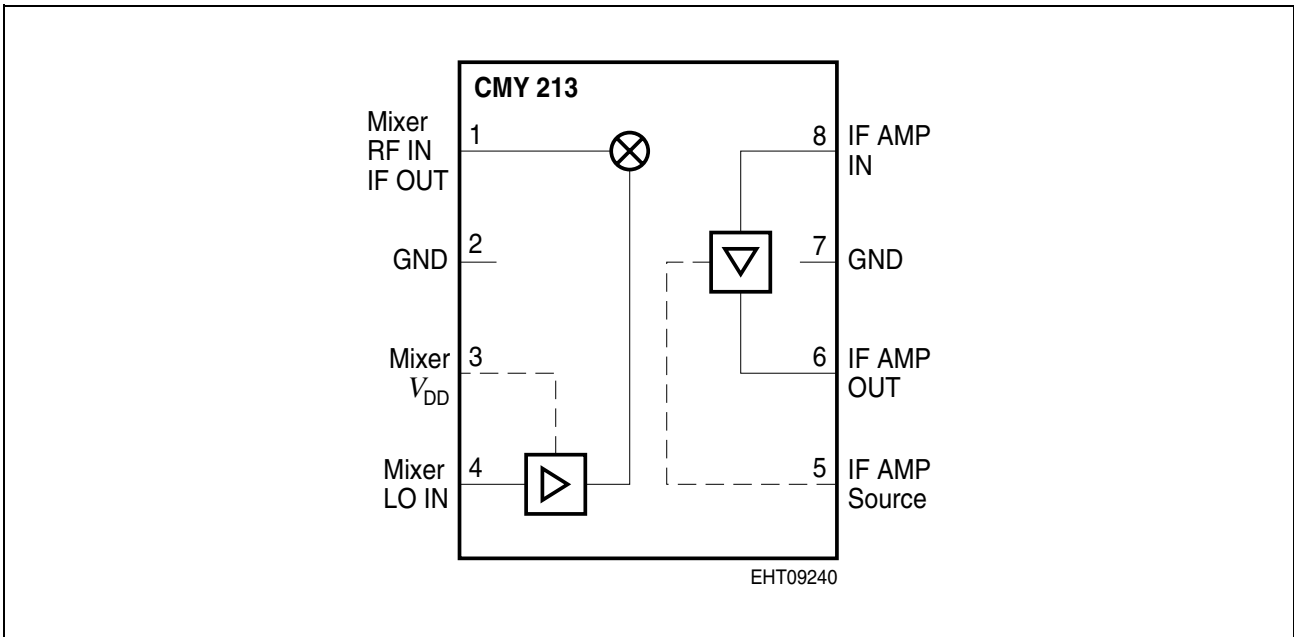 CMY 213
Mixer
RF IN
IF OUT
1
GND
2
Mixer
V_DD
3
Mixer
LO IN
4
8
IF AMP
IN
7
GND
6
IF AMP
OUT
5
IF AMP
Source
EHT09240